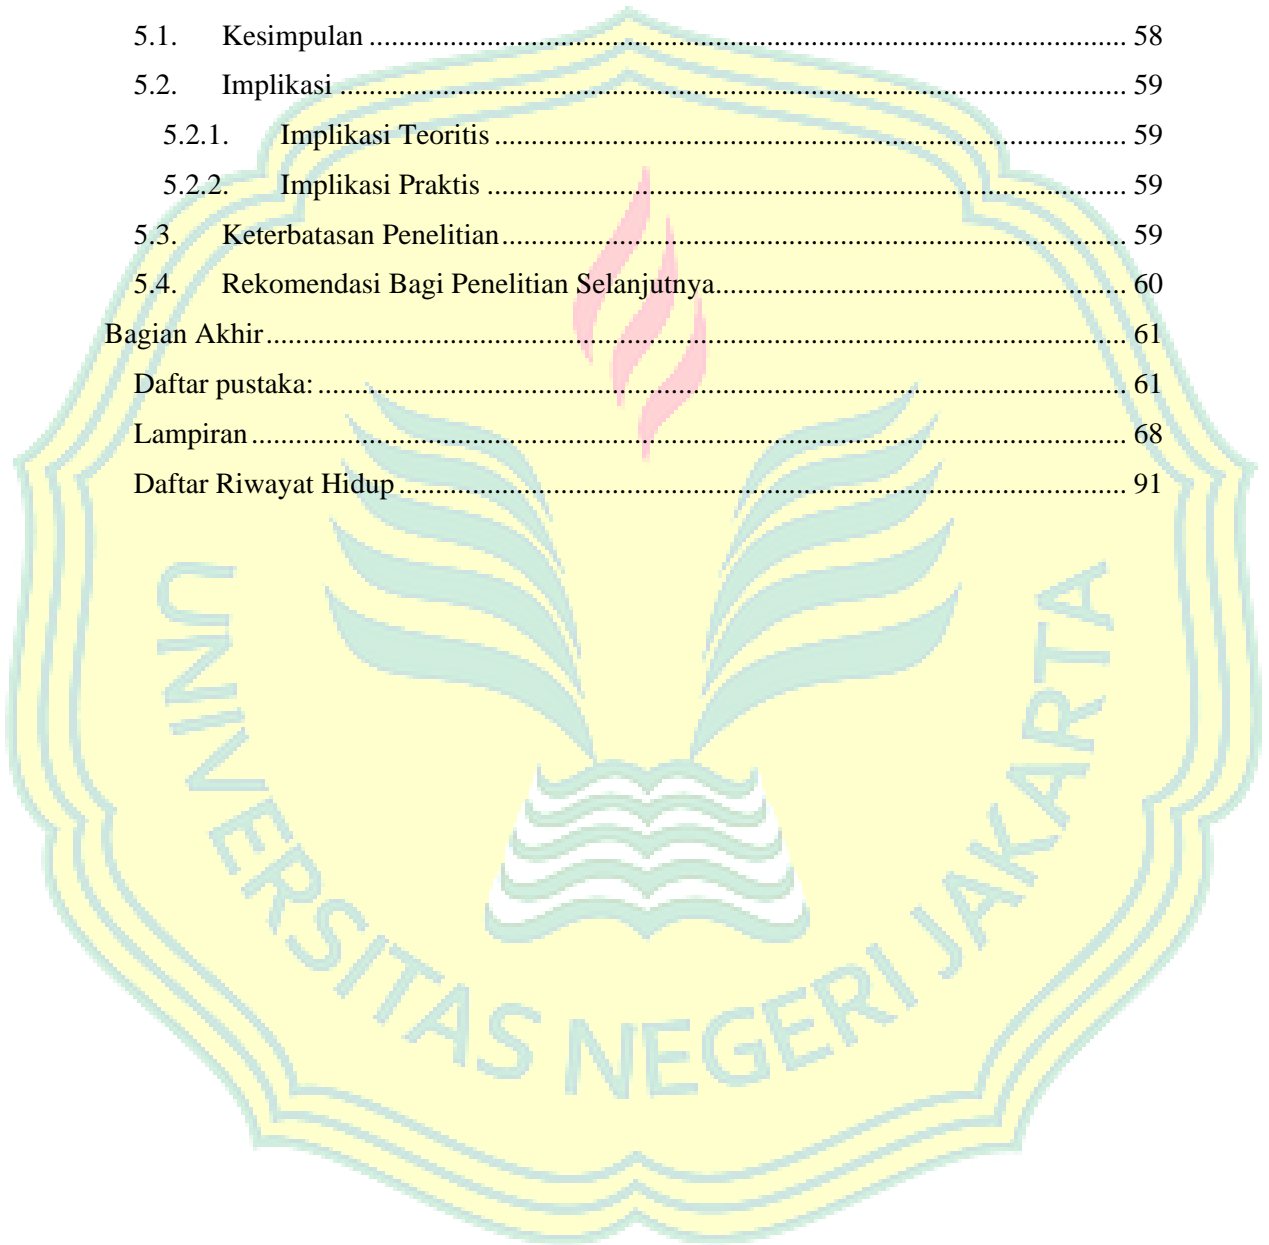 5.1. Kesimpulan ........................................................................................................ 58
5.2. Implikasi ............................................................................................................ 59
5.2.1. Implikasi Teoritis ...................................................................................... 59
5.2.2. Implikasi Praktis ....................................................................................... 59
5.3. Keterbatasan Penelitian ..................................................................................... 59
5.4. Rekomendasi Bagi Penelitian Selanjutnya ........................................................ 60
Bagian Akhir ...................................................................................................................... 61
Daftar pustaka: ............................................................................................................... 61
Lampiran ........................................................................................................................ 68
Daftar Riwayat Hidup .................................................................................................... 91
UNIVERSITAS NEGERI JAKARTA